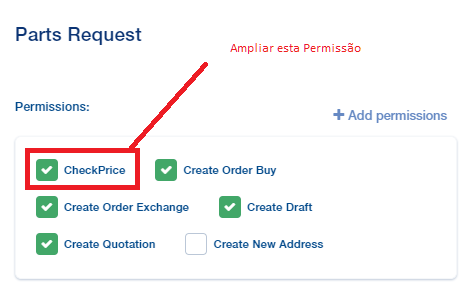 Parts Request
Ampliar esta Permissão
Permissions:
+ Add permissions
CheckPrice Create Order Buy
Create Order Exchange Create Draft
Create Quotation Create New Address